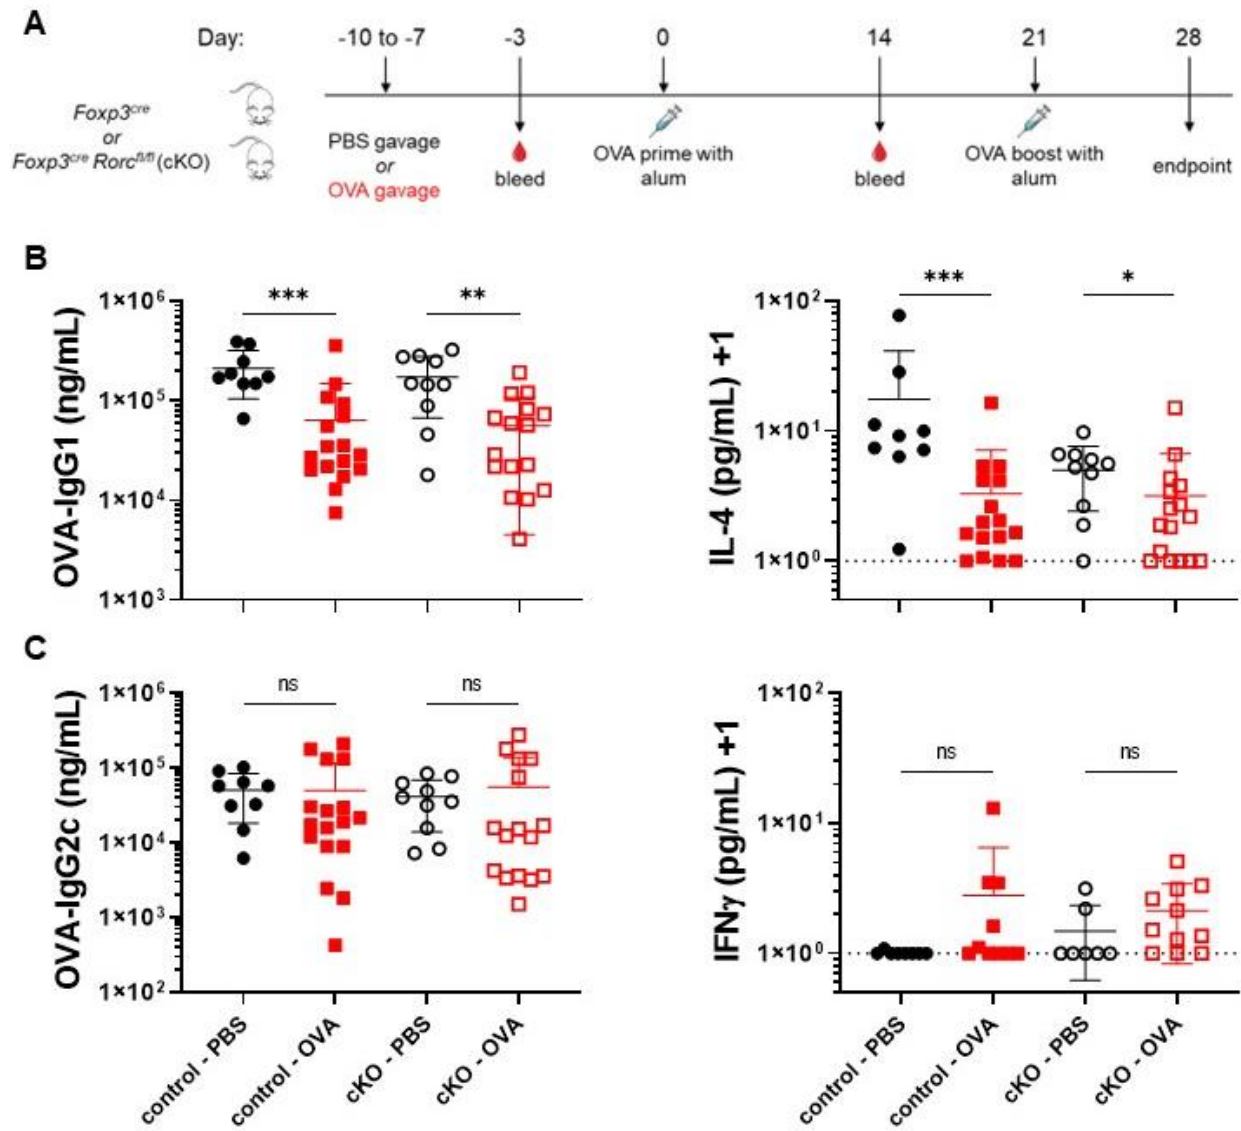 A
Day: -10 to -7 -3 0 14 21 28
Foxp3cre
or
Foxp3cre Rorcfl/fl (cKO)
PBS gavage
or
OVA gavage
bleed
OVA prime with
alum
bleed
OVA boost with
alum
endpoint
B
OVA-IgG1 (ng/mL)
1×10⁶
1×10⁵
1×10⁴
1×10³
***
**
IL-4 (pg/mL) +1
1×10²
1×10¹
1×10⁰
***
*
C
OVA-IgG2c (ng/mL)
1×10⁶
1×10⁵
1×10⁴
1×10³
1×10²
ns
ns
control - PBS
control - OVA
cKO - PBS
cKO - OVA
IFNγ (pg/mL) +1
1×10²
1×10¹
1×10⁰
ns
ns
control - PBS
control - OVA
cKO - PBS
cKO - OVA